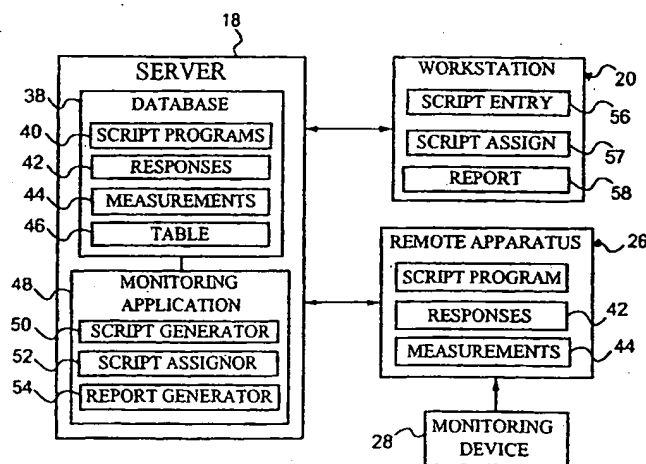 18
SERVER
38
DATABASE
40
SCRIPT PROGRAMS
42
RESPONSES
44
MEASUREMENTS
46
TABLE
48
MONITORING
APPLICATION
50
SCRIPT GENERATOR
52
SCRIPT ASSIGNOR
54
REPORT GENERATOR
WORKSTATION
20
SCRIPT ENTRY
56
SCRIPT ASSIGN
57
REPORT
58
REMOTE APPARATUS
26
SCRIPT PROGRAM
RESPONSES
42
MEASUREMENTS
44
28
MONITORING
DEVICE